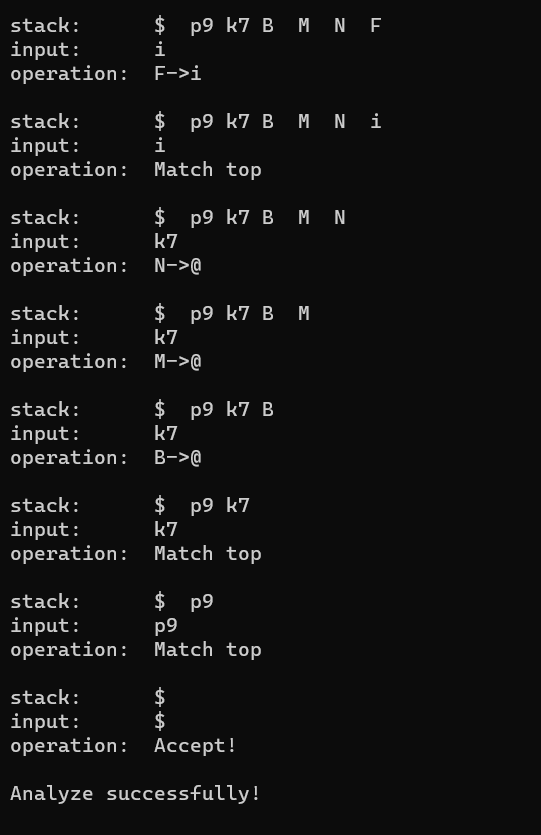 stack:      $  p9 k7 B  M  N  F
input:      i
operation:  F->i
stack:      $  p9 k7 B  M  N  i
input:      i
operation:  Match top
stack:      $  p9 k7 B  M  N
input:      k7
operation:  N->@
stack:      $  p9 k7 B  M
input:      k7
operation:  M->@
stack:      $  p9 k7 B
input:      k7
operation:  B->@
stack:      $  p9 k7
input:      k7
operation:  Match top
stack:      $  p9
input:      p9
operation:  Match top
stack:      $
input:      $
operation:  Accept!
Analyze successfully!